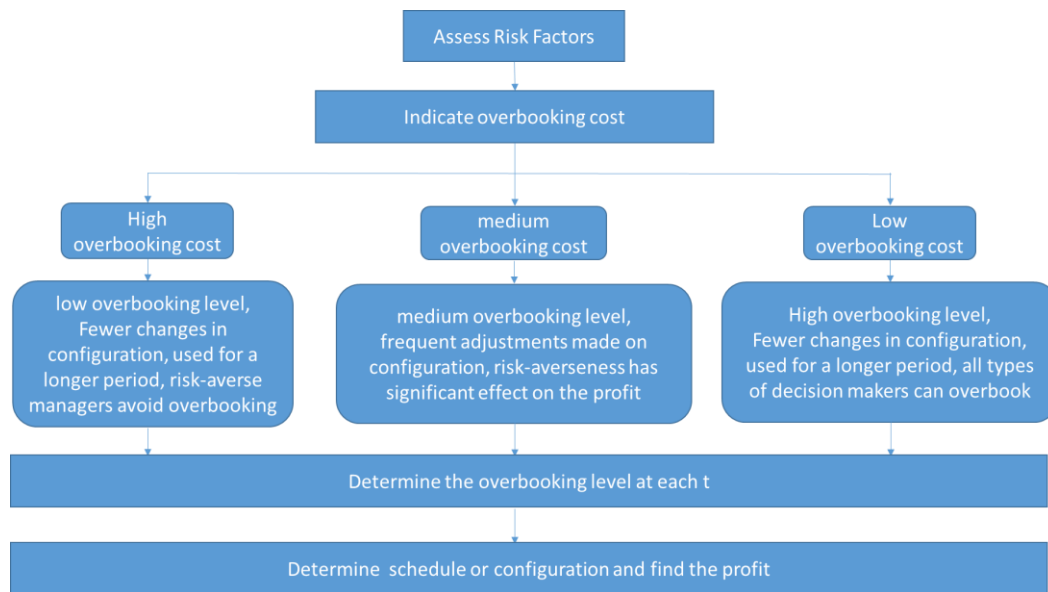 Assess Risk Factors
Indicate overbooking cost
High
overbooking cost
medium
overbooking cost
Low
overbooking cost
low overbooking level,
Fewer changes in
configuration, used for a
longer period, risk-averse
managers avoid overbooking
medium overbooking level,
frequent adjustments made on
configuration, risk-averseness has
significant effect on the profit
High overbooking level,
Fewer changes in configuration,
used for a longer period, all types
of decision makers can overbook
Determine the overbooking level at each t
Determine schedule or configuration and find the profit